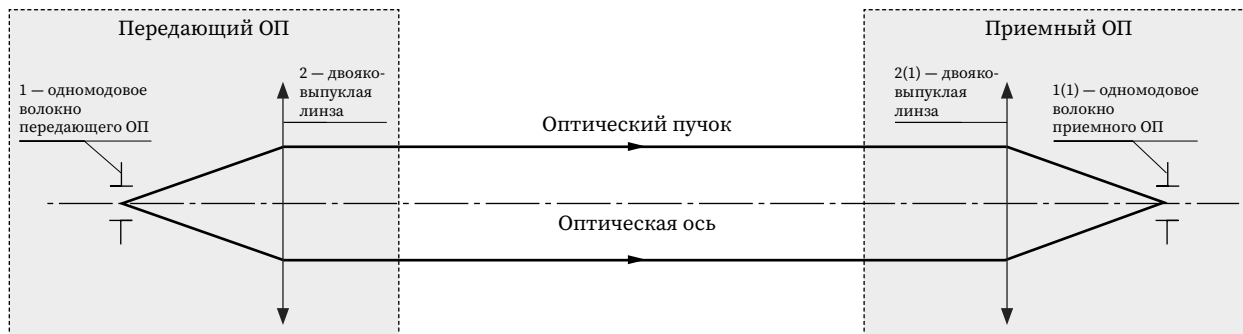 Передающий ОП
Приемный ОП
1 — одномодовое
волокно
передающего ОП
2 — двояко-
выпуклая
линза
Оптический пучок
Оптическая ось
2(1) — двояко-
выпуклая
линза
1(1) — одномодовое
волокно
приемного ОП